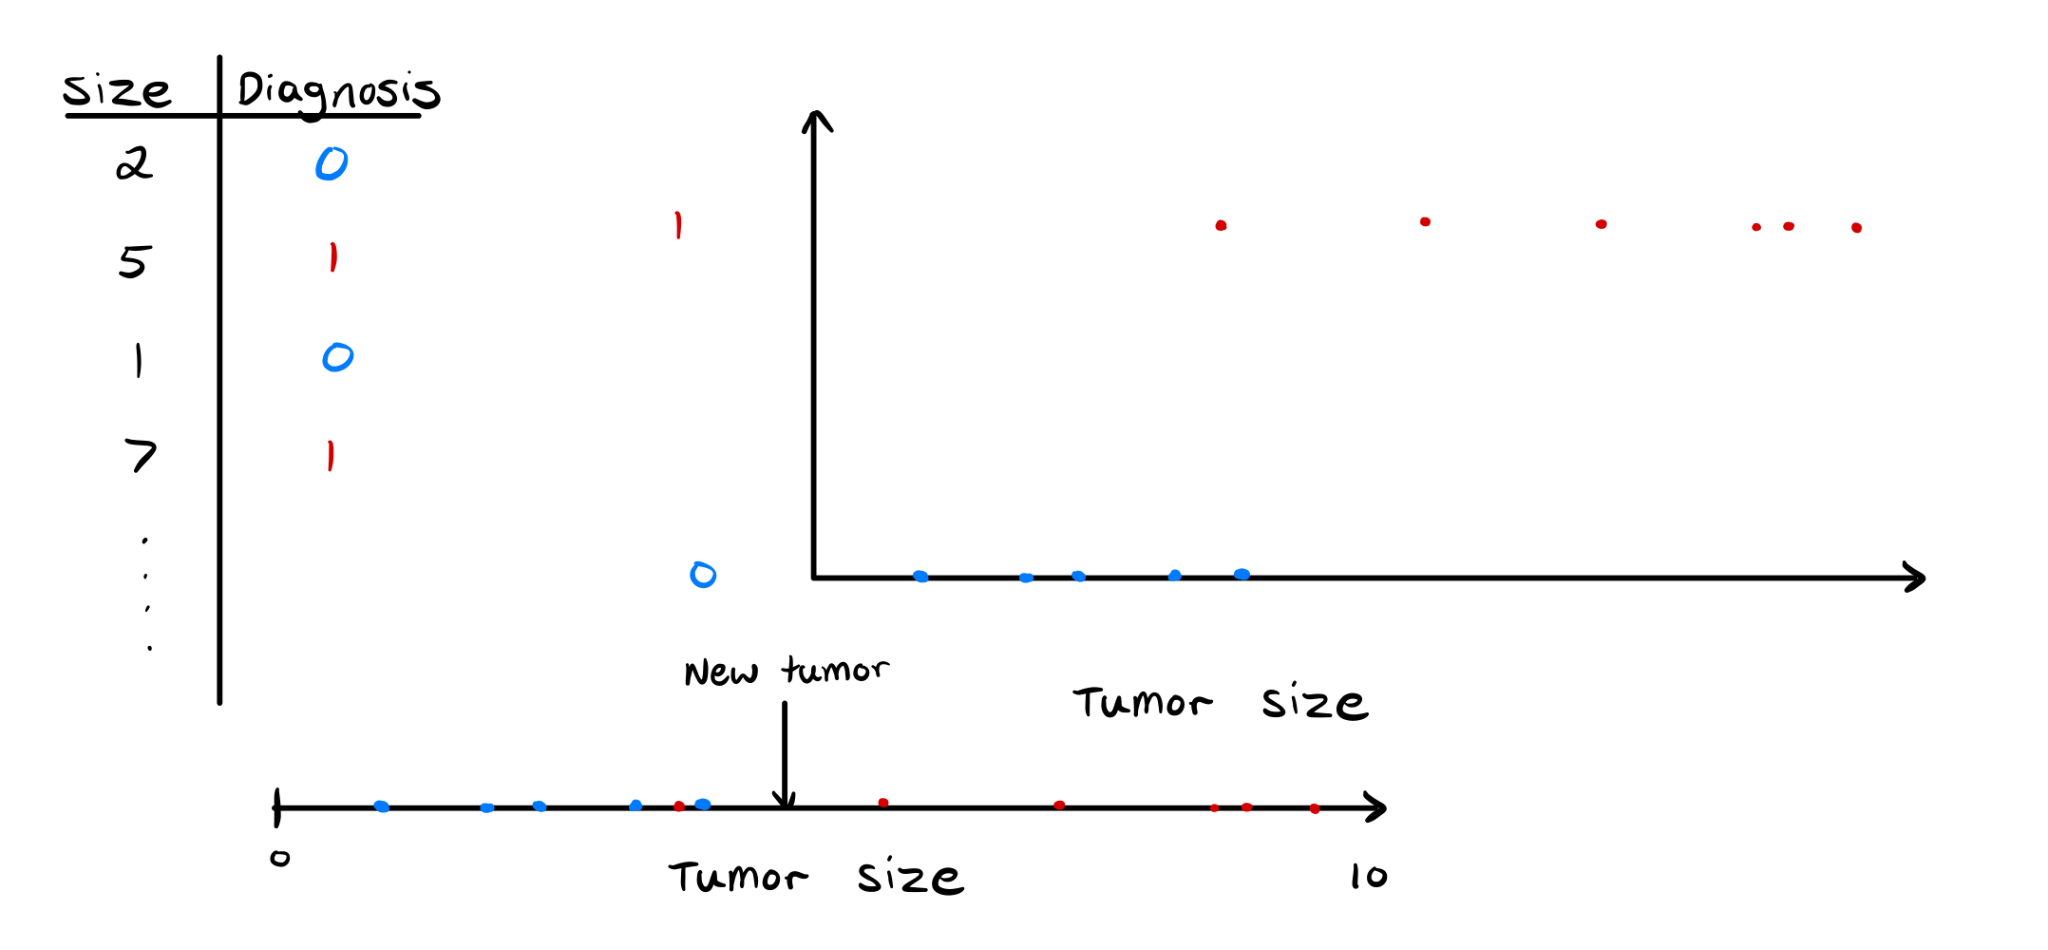 Size Diagnosis
2 0
5 1
1 0
7 1
1
0
New tumor
Tumor size
0
Tumor size
10